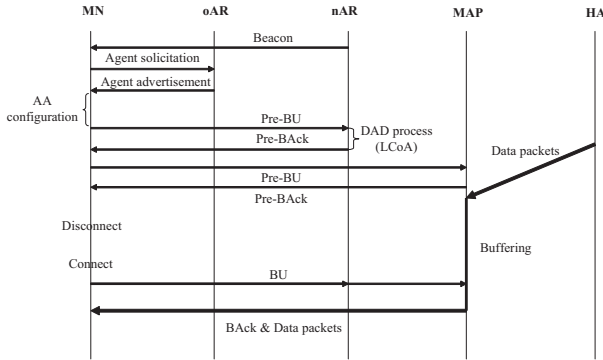 MN oAR nAR MAP HA
Beacon
Agent solicitation
Agent advertisement
AA
configuration
Pre-BU
Pre-BAck
DAD process
(LCoA)
Data packets
Pre-BU
Pre-BAck
Disconnect
Buffering
Connect
BU
BAck & Data packets